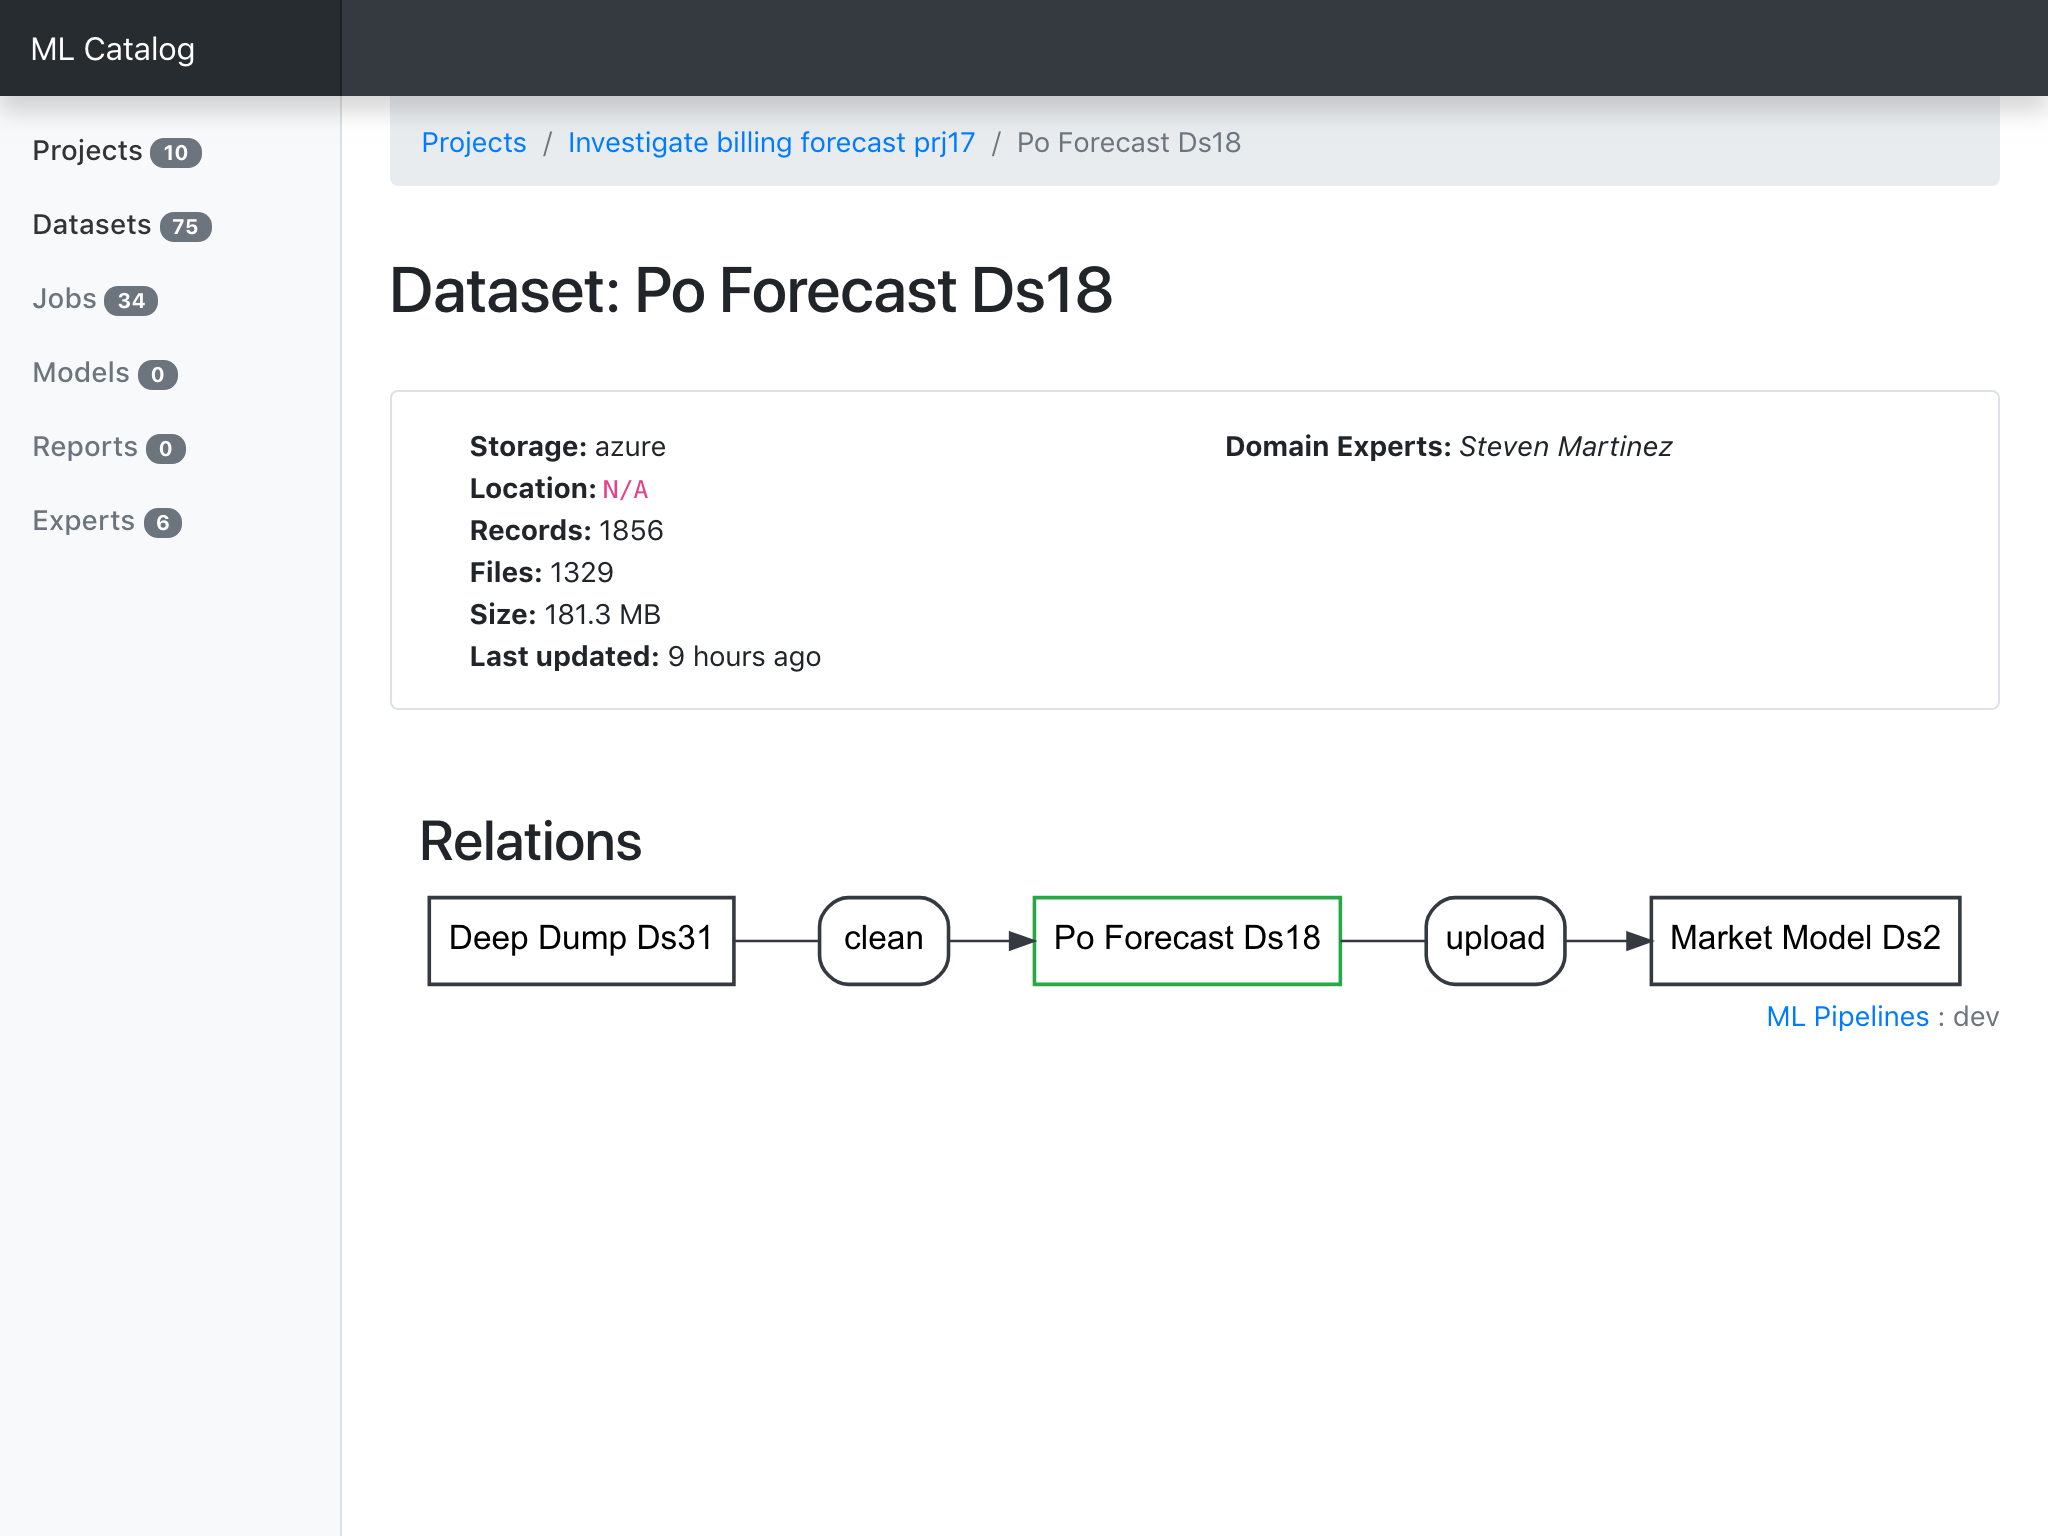 ML Catalog
Projects 10
Datasets 75
Jobs 34
Models 0
Reports 0
Experts 6
Projects / Investigate billing forecast prj17 / Po Forecast Ds18
Dataset: Po Forecast Ds18
Storage: azure
Location: N/A
Records: 1856
Files: 1329
Size: 181.3 MB
Last updated: 9 hours ago
Domain Experts: Steven Martinez
Relations
Deep Dump Ds31 clean Po Forecast Ds18 upload Market Model Ds2
ML Pipelines : dev